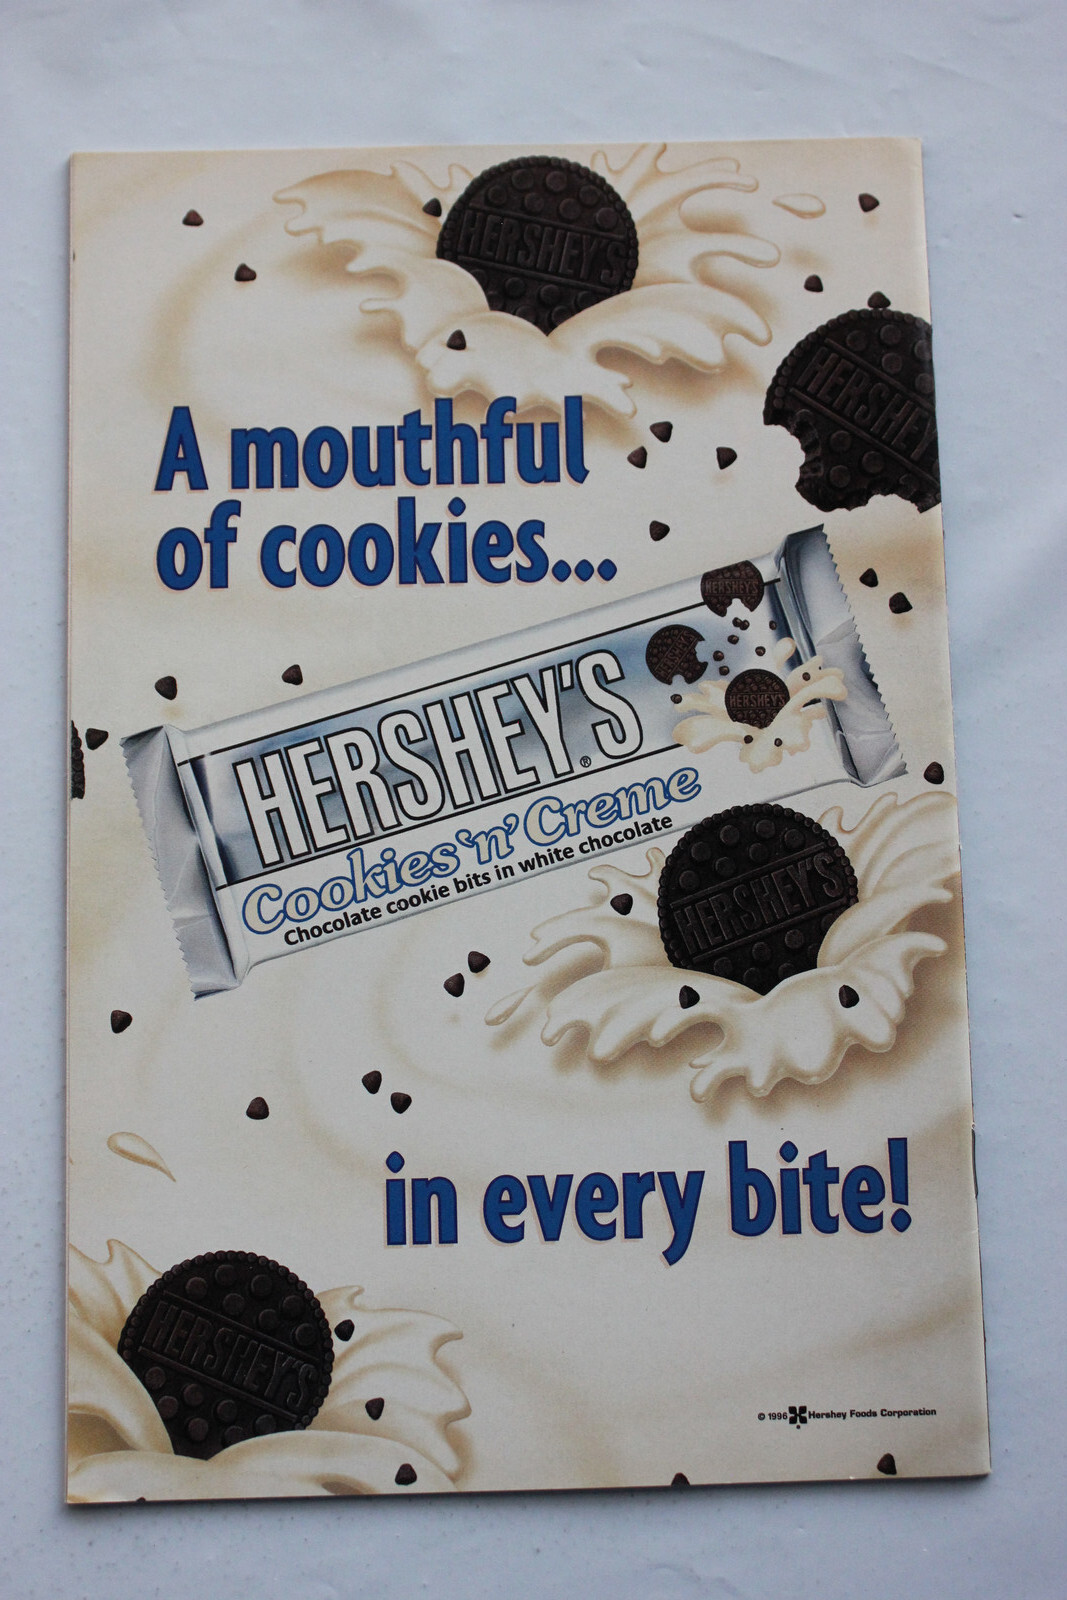 HERSHEY'S
HERSHEY
A mouthful
of cookies...
HERSHEY'S
HERSHEY'S
HERSHEY'S
HERSHEY'S®
Cookies 'n' Creme
Chocolate cookie bits in white chocolate
HERSHEY'S
in every bite!
HERSHEY'S
© 1996 Hershey Foods Corporation